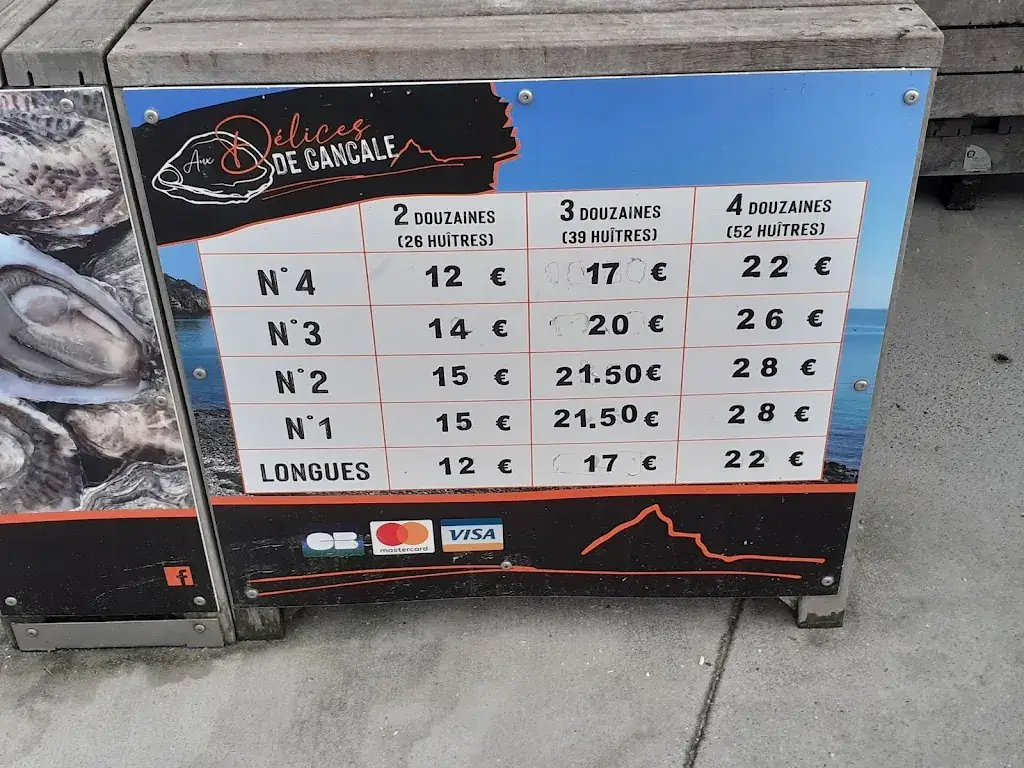 Aux Délices
DE CANCALE
2 DOUZAINES 3 DOUZAINES 4 DOUZAINES
(26 HUÎTRES) (39 HUÎTRES) (52 HUÎTRES)
N°4 12 € 17 € 22 €
N°3 14 € 20 € 26 €
N°2 15 € 21.50€ 28 €
N°1 15 € 21.50€ 28 €
LONGUES 12 € 17 € 22 €
CB mastercard VISA
f